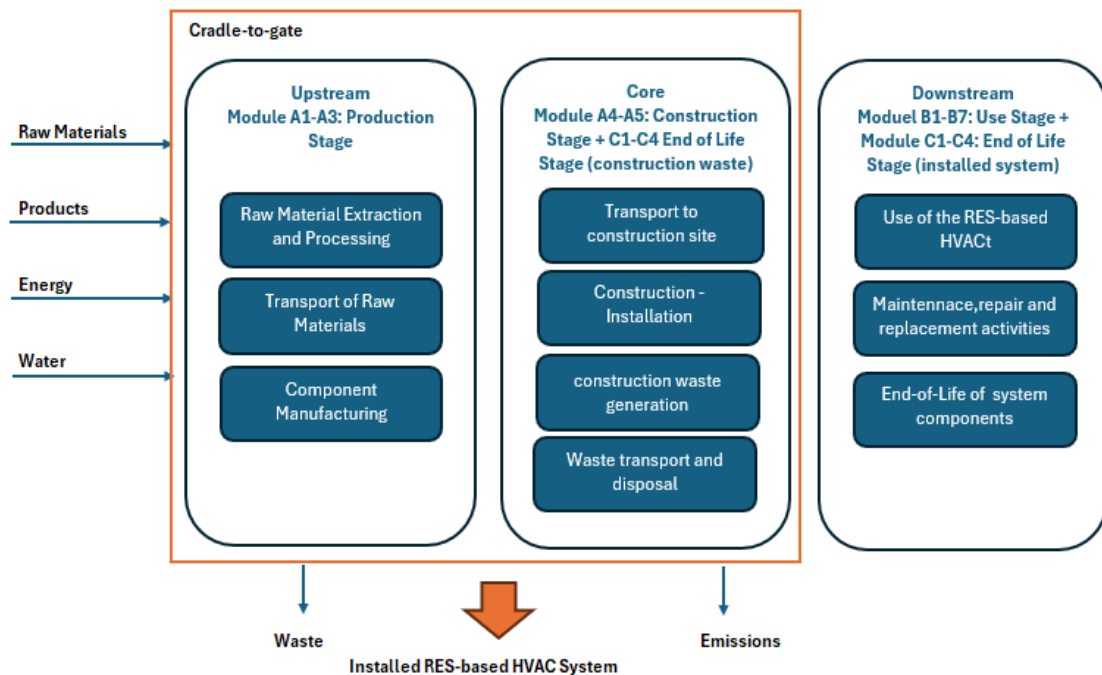 Cradle-to-gate
Raw Materials
Products
Energy
Water
Upstream
Module A1-A3: Production
Stage
Raw Material Extraction
and Processing
Transport of Raw
Materials
Component
Manufacturing
Core
Module A4-A5: Construction
Stage + C1-C4 End of Life
Stage (construction waste)
Transport to
construction site
Construction -
Installation
construction waste
generation
Waste transport and
disposal
Downstream
Moduel B1-B7: Use Stage +
Module C1-C4: End of Life
Stage (installed system)
Use of the RES-based
HVACt
Maintennace,repair and
replacement activities
End-of-Life of system
components
Waste
Emissions
Installed RES-based HVAC System